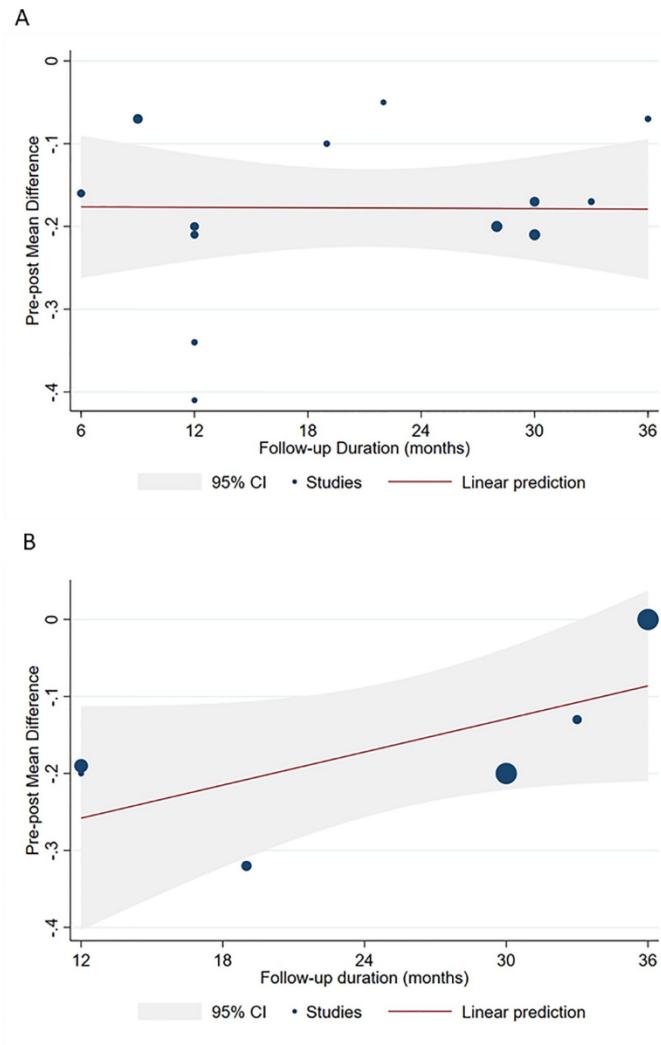 A
0
-.1
-.2
-.3
-.4
Pre-post Mean Difference
6 12 18 24 30 36
Follow-up Duration (months)
95% CI Studies Linear prediction
B
0
-.1
-.2
-.3
-.4
Pre-post Mean Difference
12 18 24 30 36
Follow-up duration (months)
95% CI Studies Linear prediction